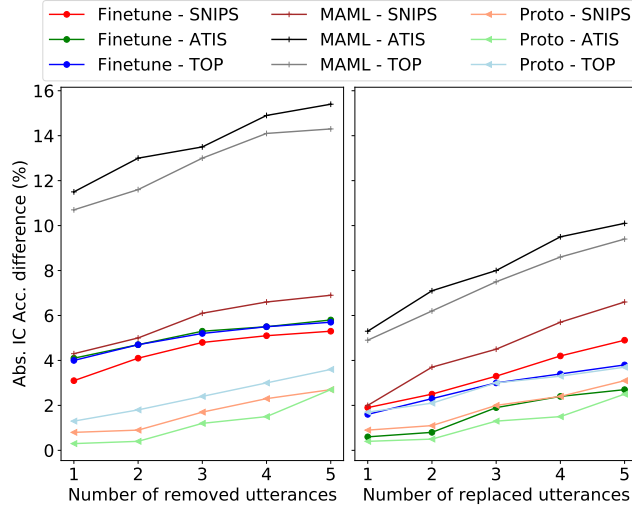 Finetune - SNIPS MAML - SNIPS Proto - SNIPS
Finetune - ATIS MAML - ATIS Proto - ATIS
Finetune - TOP MAML - TOP Proto - TOP
Abs. IC Acc. difference (%)
16
14
12
10
8
6
4
2
0
1 2 3 4 5 1 2 3 4 5
Number of removed utterances Number of replaced utterances